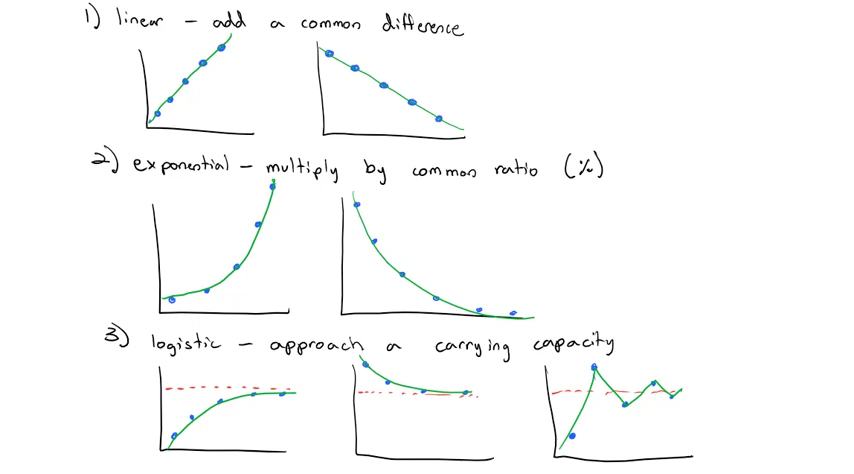 1) linear - add a common difference
2) exponential - multiply by common ratio (%)
3) logistic - approach a carrying capacity